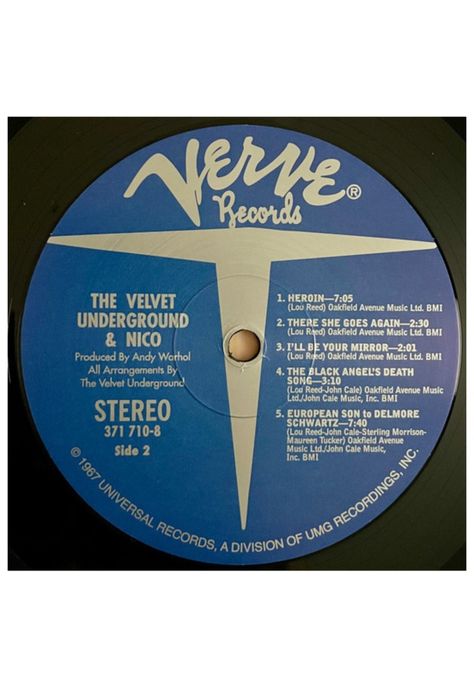 VERVE®
Records
THE VELVET
UNDERGROUND
& NICO
Produced By Andy Warhol
All Arrangements By
The Velvet Underground
STEREO
371 710-8
Side 2
1. HEROIN—7:05
(Lou Reed) Oakfield Avenue Music Ltd. BMI
2. THERE SHE GOES AGAIN—2:30
(Lou Reed) Oakfield Avenue Music Ltd. BMI
3. I'LL BE YOUR MIRROR—2:01
(Lou Reed) Oakfield Avenue Music Ltd. BMI
4. THE BLACK ANGEL'S DEATH
SONG—3:10
(Lou Reed-John Cale) Oakfield Avenue Music
Ltd./John Cale Music, Inc. BMI
5. EUROPEAN SON to DELMORE
SCHWARTZ—7:40
(Lou Reed-John Cale-Sterling Morrison-
Maureen Tucker) Oakfield Avenue
Music Ltd./John Cale Music,
Inc. BMI
© 1967 UNIVERSAL RECORDS, A DIVISION OF UMG RECORDINGS, INC.